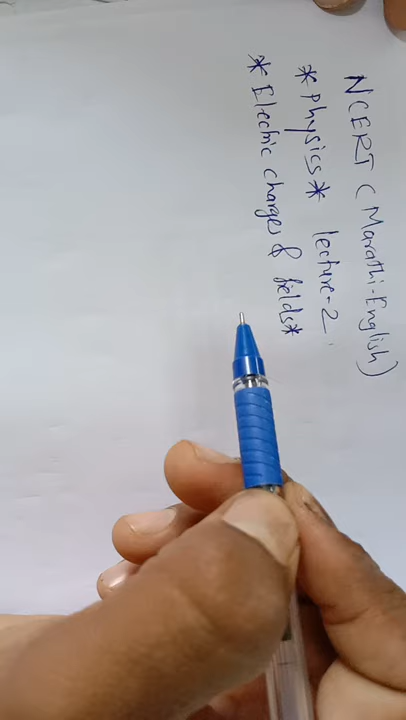 NCERT (Marathi-English)
*Physics* lecture-2
*Electric charges & fields*